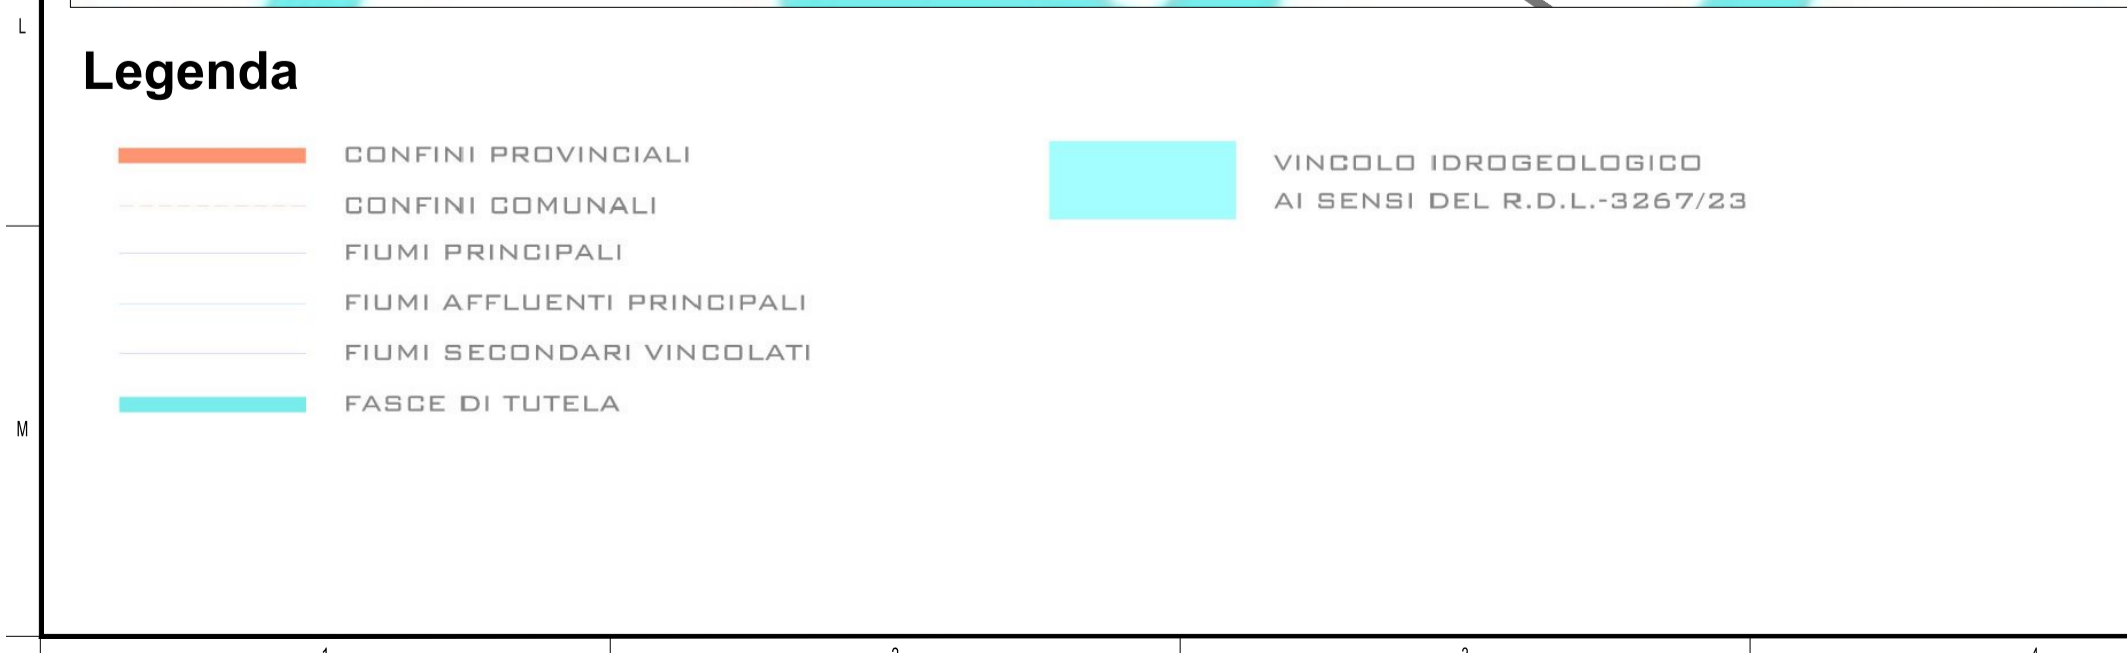 L
Legenda
CONFINI PROVINCIALI
CONFINI COMUNALI
FIUMI PRINCIPALI
FIUMI AFFLUENTI PRINCIPALI
FIUMI SECONDARI VINCOLATI
FASCE DI TUTELA
VINCOLO IDROGEOLOGICO
AI SENSI DEL R.D.L.-3267/23
M